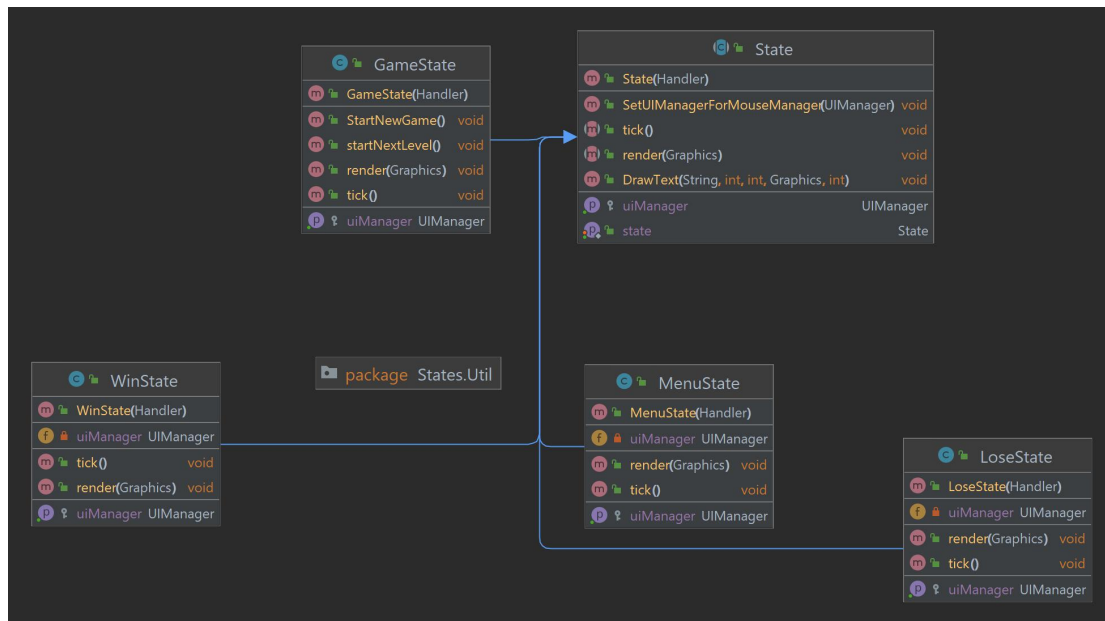 GameState
GameState(Handler)
StartNewGame() void
startNextLevel() void
render(Graphics) void
tick() void
uiManager UIManager
State
State(Handler)
SetUIManagerForMouseManager(UIManager) void
tick() void
render(Graphics) void
DrawText(String, int, int, Graphics, int) void
uiManager UIManager
state State
WinState
WinState(Handler)
uiManager UIManager
tick() void
render(Graphics) void
uiManager UIManager
package States.Util
MenuState
MenuState(Handler)
uiManager UIManager
render(Graphics) void
tick() void
uiManager UIManager
LoseState
LoseState(Handler)
uiManager UIManager
render(Graphics) void
tick() void
uiManager UIManager